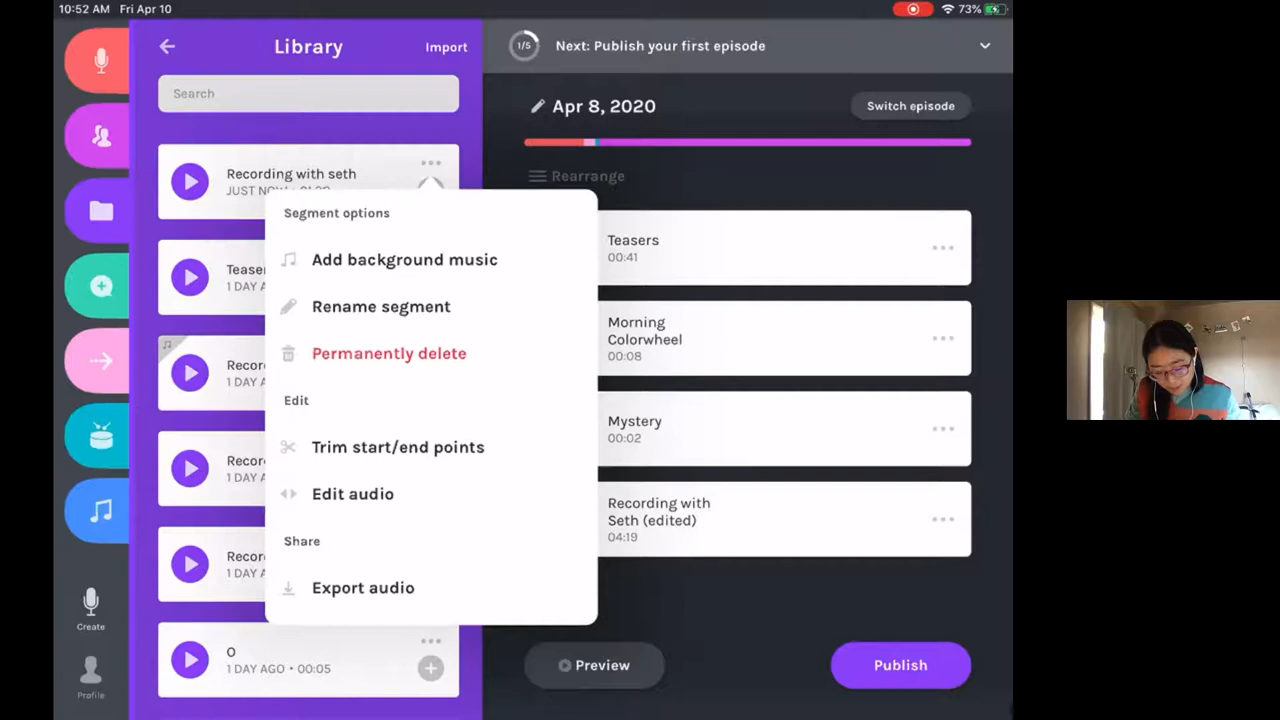 10:52 AM Fri Apr 10
73%
Library
Import
Search
Recording with seth
JUST NOW
Segment options
Add background music
Rename segment
Permanently delete
Edit
Trim start/end points
Edit audio
Share
Export audio
Teaser
1 DAY A
Recor
1 DAY A
Recor
1 DAY A
Recor
1 DAY A
O
1 DAY AGO • 00:05
Create
Profile
1/5
Next: Publish your first episode
Apr 8, 2020
Switch episode
Rearrange
Teasers
00:41
Morning
Colorwheel
00:08
Mystery
00:02
Recording with
Seth (edited)
04:19
Preview
Publish